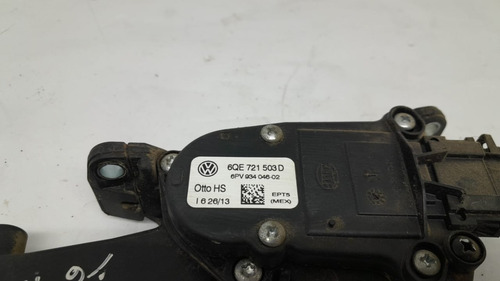 6QE 721 503 D
6PV 934 046-02
Otto HS
EPT5
I 6 26/13
(MEX)